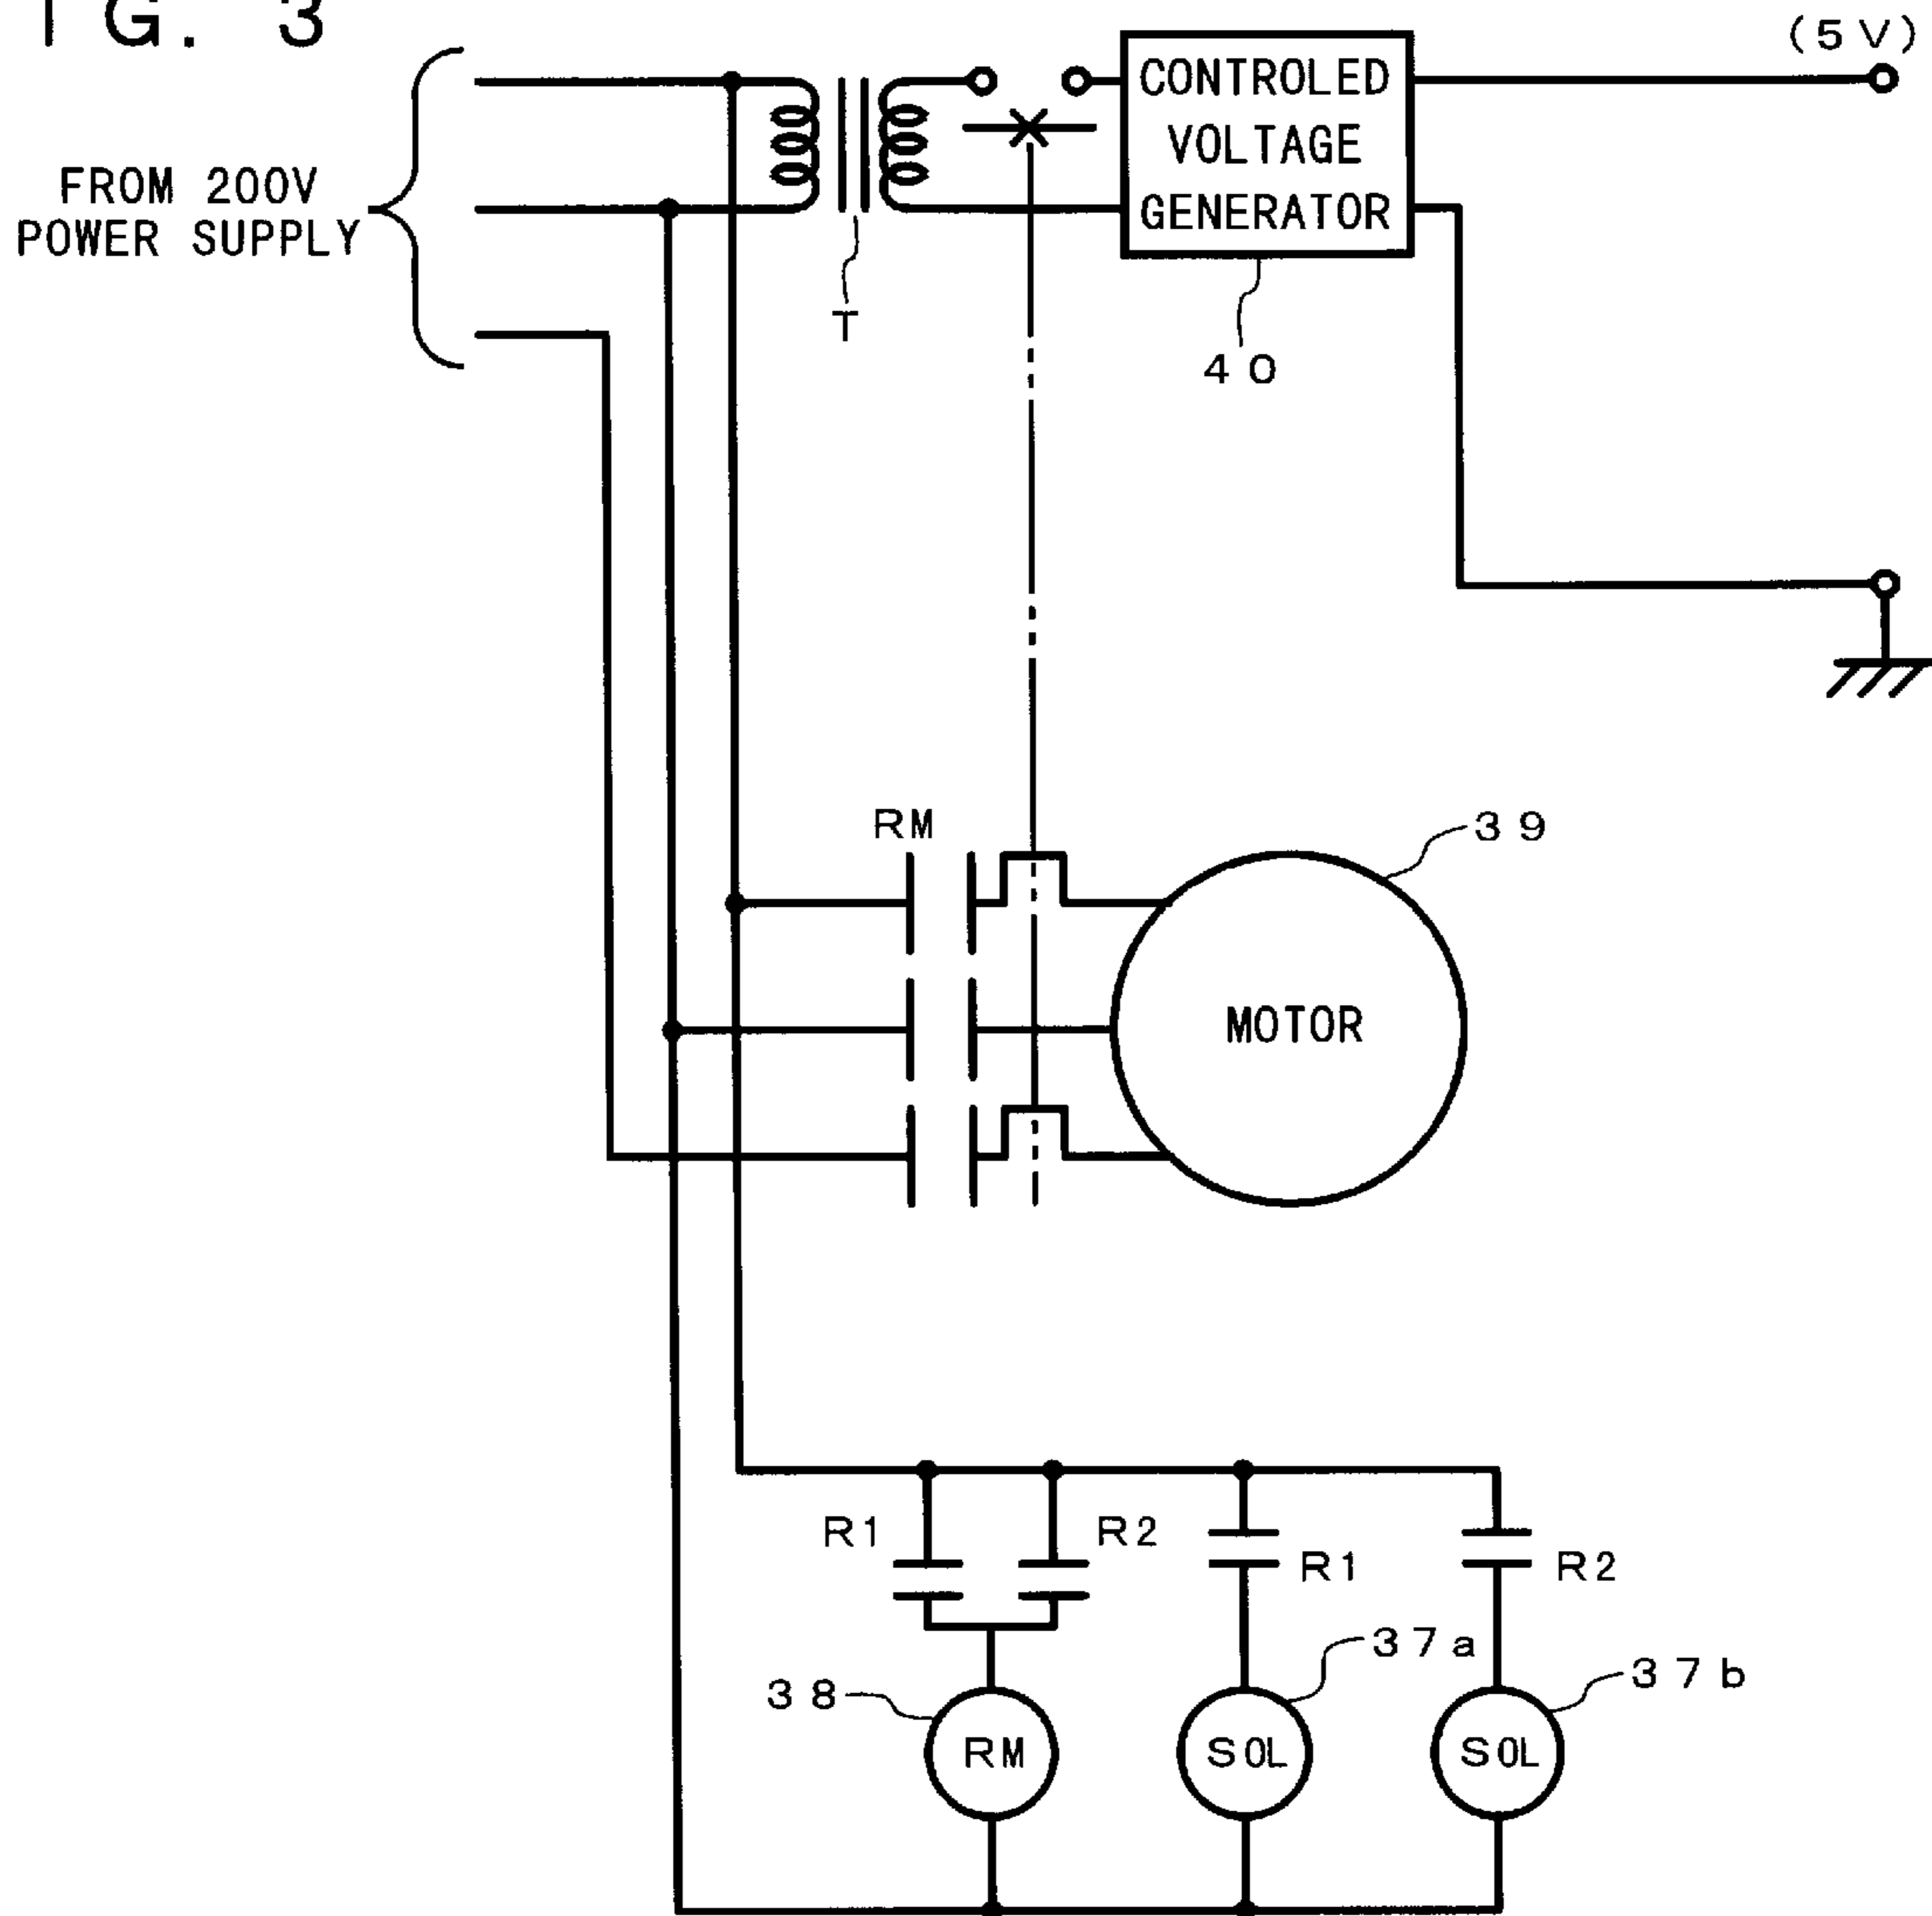 IG. 3
(5V)
CONTROLED
VOLTAGE
GENERATOR
FROM 200V
POWER SUPPLY
T
40
RM
39
MOTOR
R1
R2
R1
R2
37a
37b
38
RM
SOL
SOL